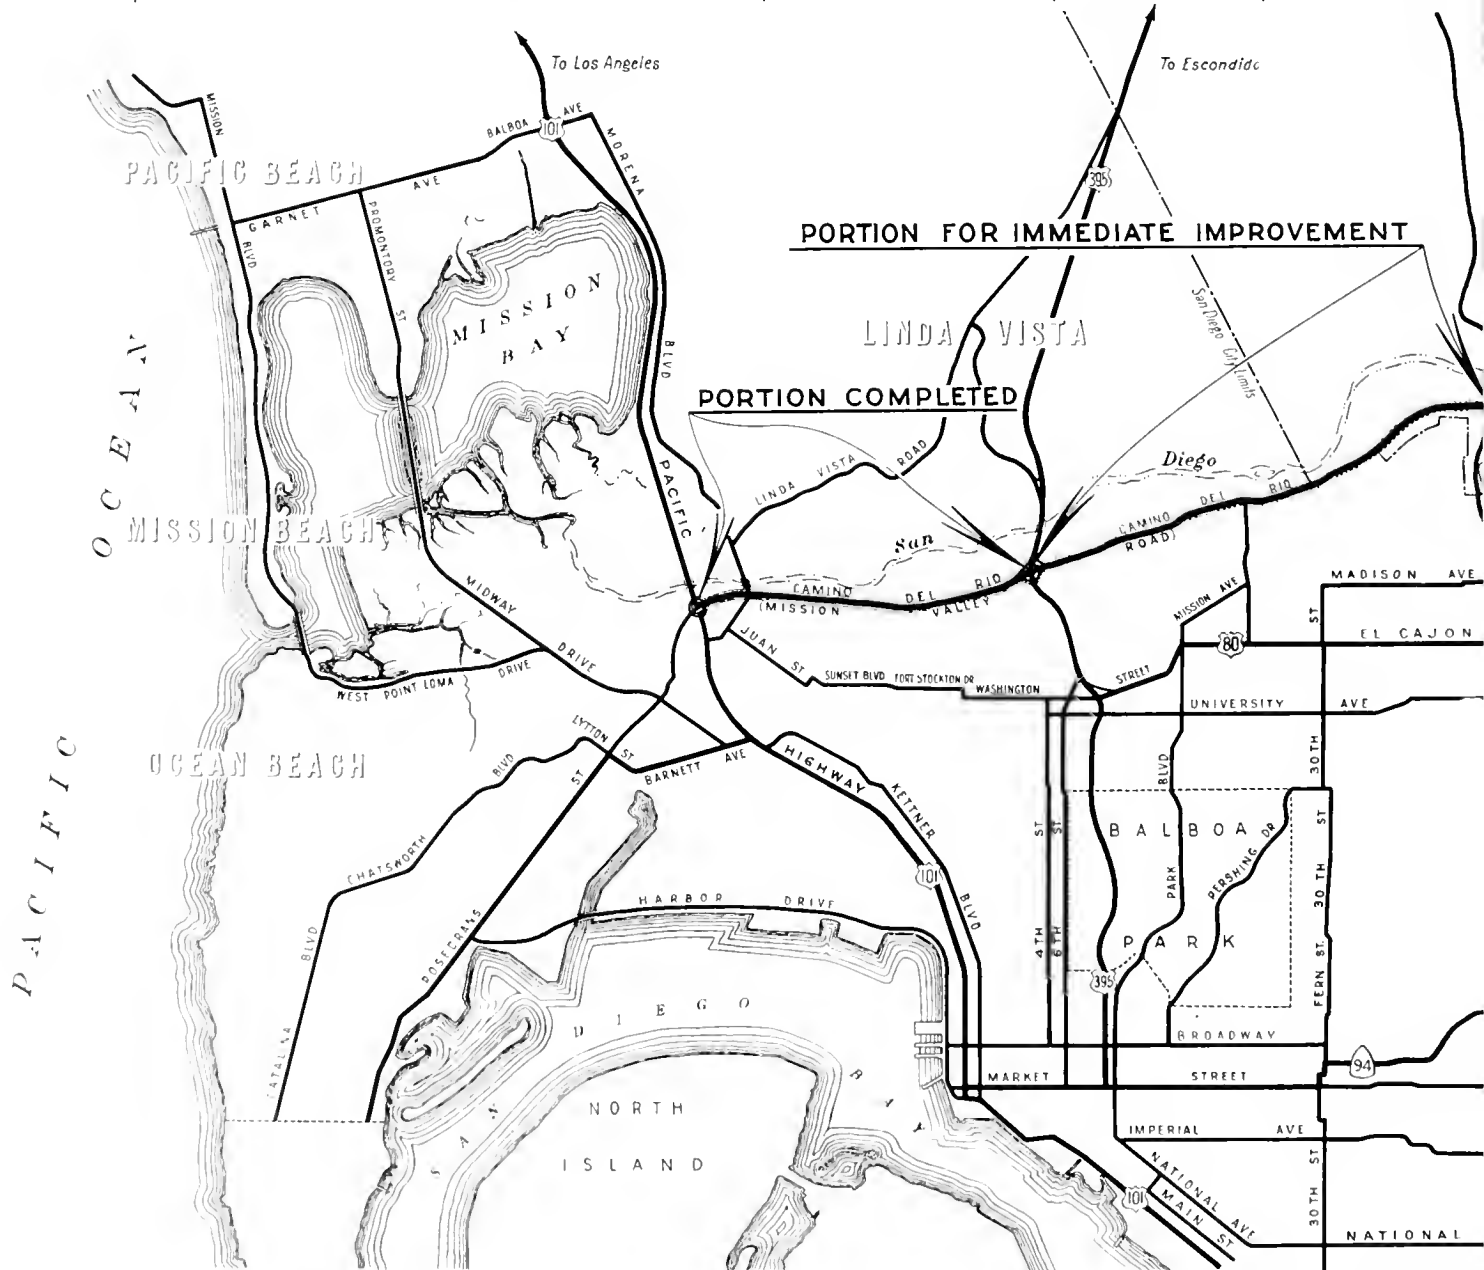 To Los Angeles
To Escondido
MISSION
BLVD
BALBOA AVE
101
MORENA
BLVD
PACIFIC BEACH
GARNET AVE
PROMONTORY
ST
395
PORTION FOR IMMEDIATE IMPROVEMENT
MISSION
BAY
LINDA VISTA
San Diego City Limits
PORTION COMPLETED
PACIFIC OCEAN
LINDA VISTA ROAD
San Diego
PACIFIC
MISSION BEACH
CAMINO DEL RIO
(MISSION VALLEY
CAMINO DEL RIO
ROAD)
MIDWAY DRIVE
MISSION AVE
MADISON AVE
ST
80
EL CAJON
JUAN ST
SUNSET BLVD
FORT STOCKTON DR
WASHINGTON
STREET
WEST POINT LOMA DRIVE
UNIVERSITY AVE
LYTTON ST
OCEAN BEACH
CHATSWORTH BLVD
BARNETT AVE
HIGHWAY
KETTNER
BLVD
101
30TH
ST
4TH ST
6TH ST
BALBOA
PARK
PARK BLVD
PERSHING DR
30TH
FERN ST.
HARBOR DRIVE
ROSECRANS ST
CATALINA BLVD
395
SAN DIEGO BAY
BROADWAY
94
MARKET STREET
NORTH
ISLAND
IMPERIAL AVE
30TH ST
NATIONAL AVE
MAIN ST
101
NATIONAL